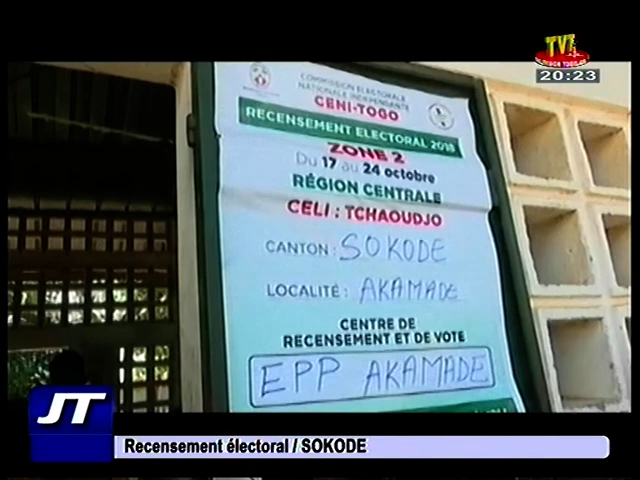 TVT
TELEVISION TOGOLAISE
20:23
COMMISSION ELECTORALE
NATIONALE INDEPENDANTE
CENI-TOGO
RECENSEMENT ELECTORAL 2018
ZONE 2
Du 17 au 24 octobre
RÉGION CENTRALE
CELI : TCHAOUDJO
CANTON : SOKODE
LOCALITÉ : AKAMADE
CENTRE DE
RECENSEMENT ET DE VOTE
EPP AKAMADE
JT
Recensement électoral / SOKODE